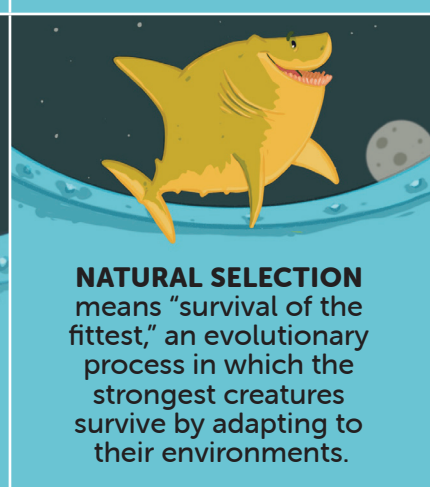 NATURAL SELECTION
means “survival of the
fittest,” an evolutionary
process in which the
strongest creatures
survive by adapting to
their environments.